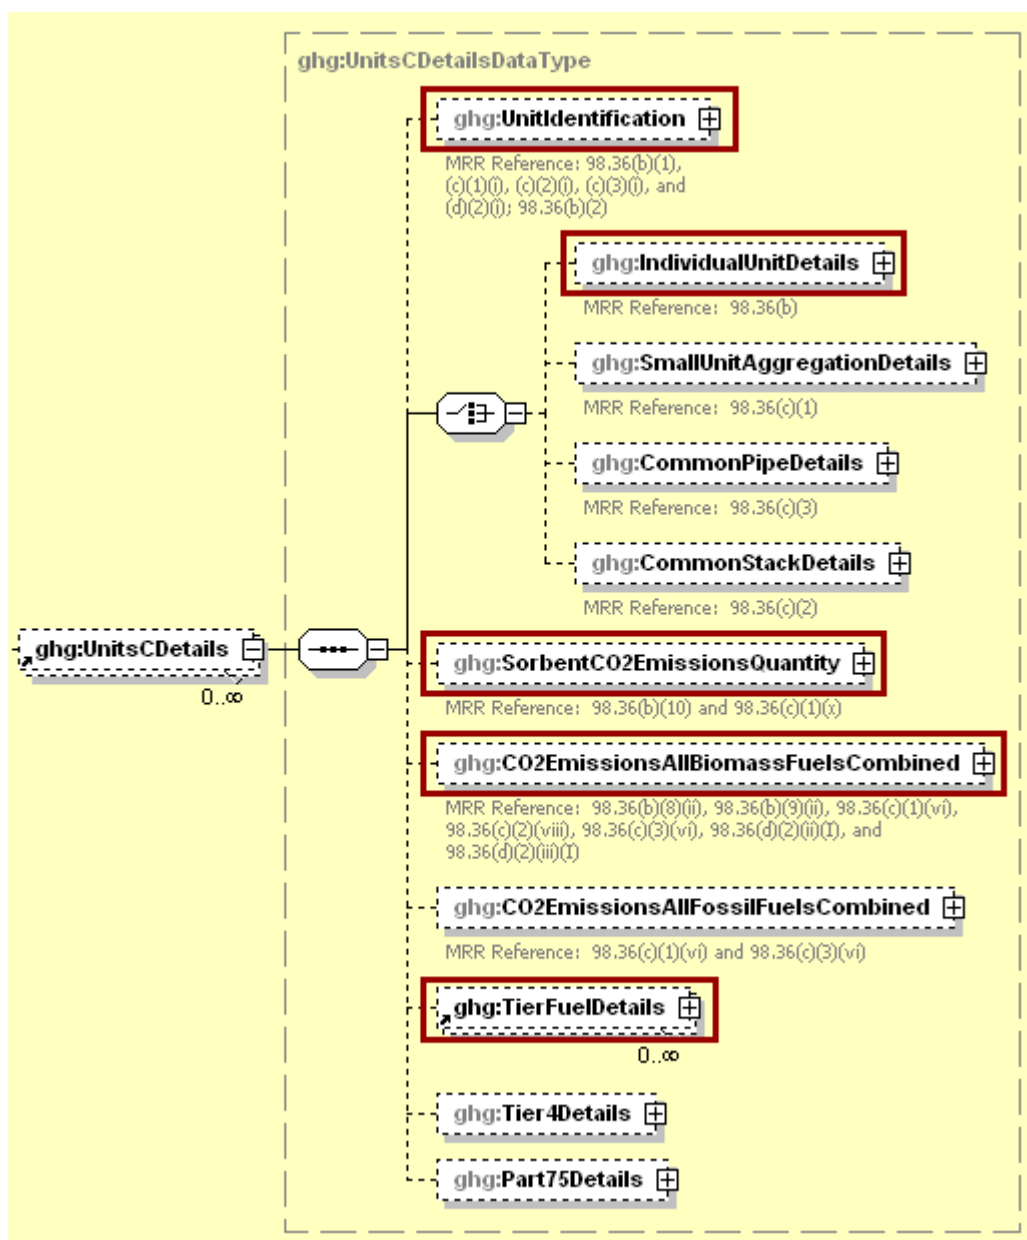 ghg:UnitsCDetailsDataType
ghg:UnitIdentification
MRR Reference: 98.36(b)(1),
(c)(1)(i), (c)(2)(i), (c)(3)(i), and
(d)(2)(i); 98.36(b)(2)
ghg:IndividualUnitDetails
MRR Reference: 98.36(b)
ghg:SmallUnitAggregationDetails
MRR Reference: 98.36(c)(1)
ghg:CommonPipeDetails
MRR Reference: 98.36(c)(3)
ghg:CommonStackDetails
MRR Reference: 98.36(c)(2)
ghg:UnitsCDetails
0..∞
ghg:SorbentCO2EmissionsQuantity
MRR Reference: 98.36(b)(10) and 98.36(c)(1)(x)
ghg:CO2EmissionsAllBiomassFuelsCombined
MRR Reference: 98.36(b)(8)(ii), 98.36(b)(9)(ii), 98.36(c)(1)(vi),
98.36(c)(2)(viii), 98.36(c)(3)(vi), 98.36(d)(2)(ii)(I), and
98.36(d)(2)(iii)(I)
ghg:CO2EmissionsAllFossilFuelsCombined
MRR Reference: 98.36(c)(1)(vi) and 98.36(c)(3)(vi)
ghg:TierFuelDetails
0..∞
ghg:Tier4Details
ghg:Part75Details